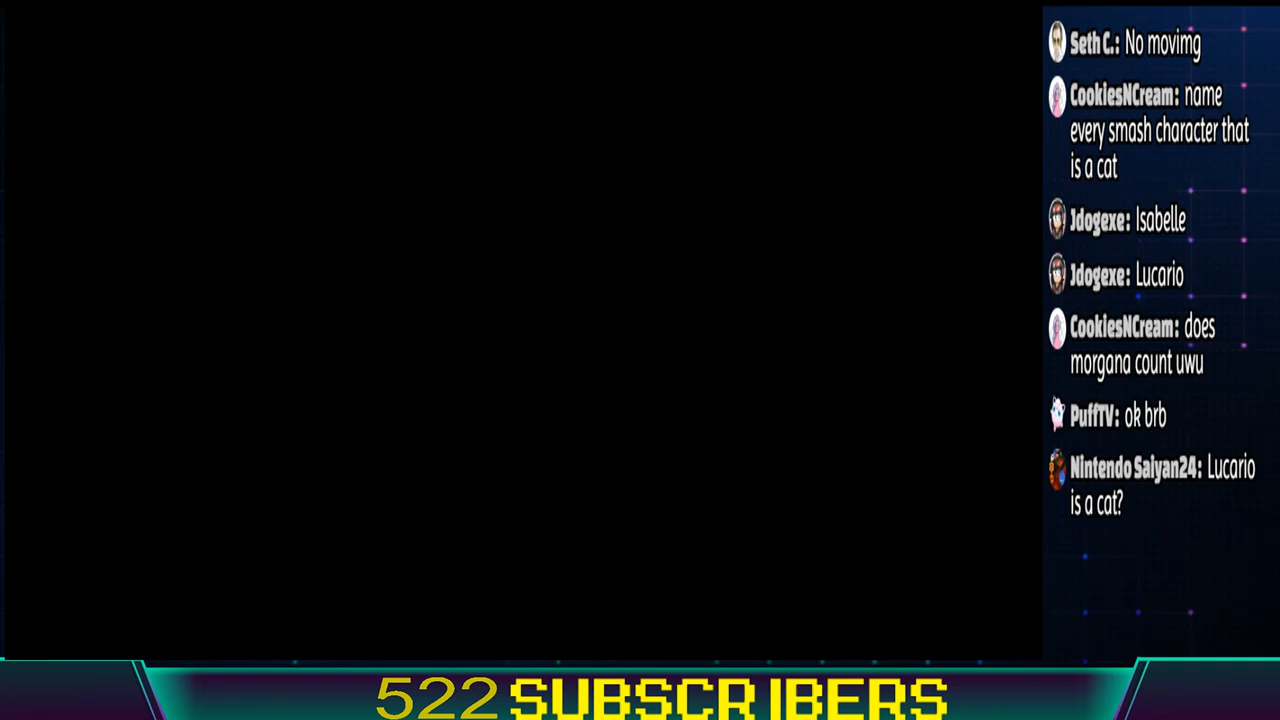 Seth C.: No movimg
CookiesNCream: name
every smash character that
is a cat
Jdogexe: Isabelle
Jdogexe: Lucario
CookiesNCream: does
morgana count uwu
PuffTV: ok brb
Nintendo Saiyan24: Lucario
is a cat?
522 SUBSCRIBERS